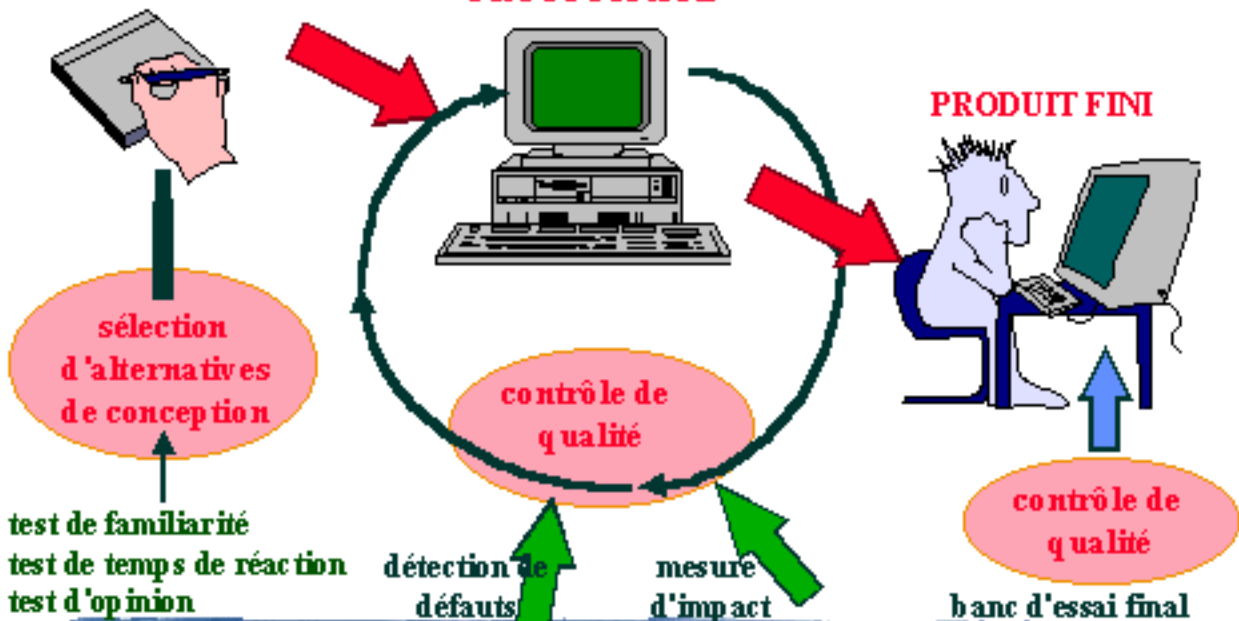 PRODUIT FINI
sélection
d'alternatives
de conception
contrôle de
qualité
contrôle de
qualité
test de familiarité
test de temps de réaction
test d'opinion
détection de
défauts
mesure
d'impact
banc d'essai final